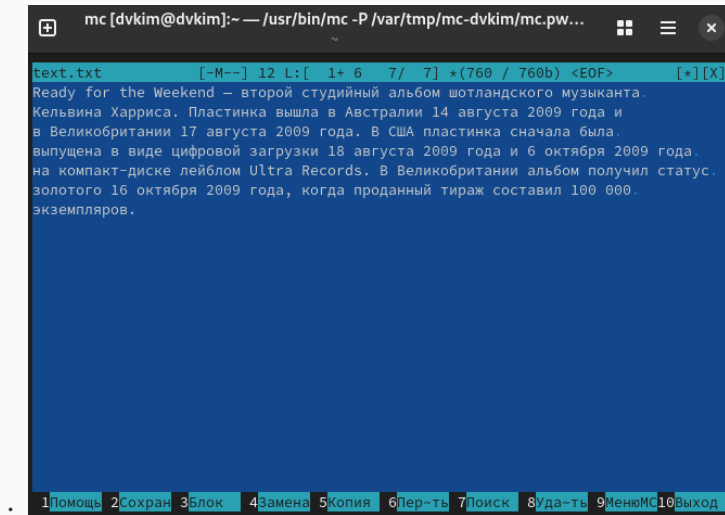 mc [dvkim@dvkim]:~ — /usr/bin/mc -P /var/tmp/mc-dvkim/mc.pw…
~
text.txt [-M--] 12 L:[ 1+ 6 7/ 7] *(760 / 760b) <EOF> [*][X]
Ready for the Weekend — второй студийный альбом шотландского музыканта.
Кельвина Харриса. Пластинка вышла в Австралии 14 августа 2009 года и
в Великобритании 17 августа 2009 года. В США пластинка сначала была.
выпущена в виде цифровой загрузки 18 августа 2009 года и 6 октября 2009 года.
на компакт-диске лейблом Ultra Records. В Великобритании альбом получил статус.
золотого 16 октября 2009 года, когда проданный тираж составил 100 000.
экземпляров.
1Помощь 2Сохран 3Блок 4Замена 5Копия 6Пер~ть 7Поиск 8Уда~ть 9МенюМС10Выход